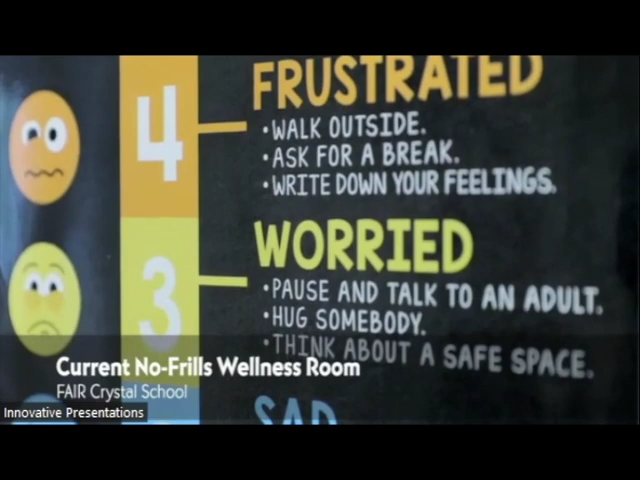 4
FRUSTRATED
• WALK OUTSIDE.
• ASK FOR A BREAK.
• WRITE DOWN YOUR FEELINGS.
3
WORRIED
• PAUSE AND TALK TO AN ADULT.
• HUG SOMEBODY.
• THINK ABOUT A SAFE SPACE.
SAD
Current No-Frills Wellness Room
FAIR Crystal School
Innovative Presentations